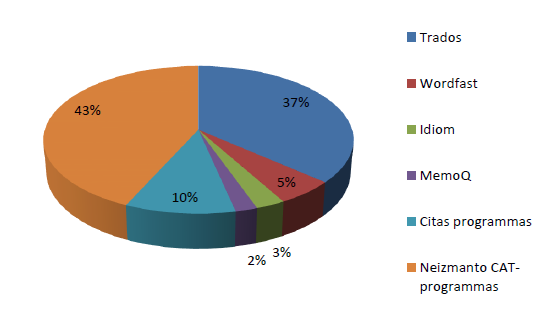 Trados
37%
43%
Wordfast
Idiom
MemoQ
5%
10%
Citas programmas
3%
2%
Neizmanto CAT-
programmas